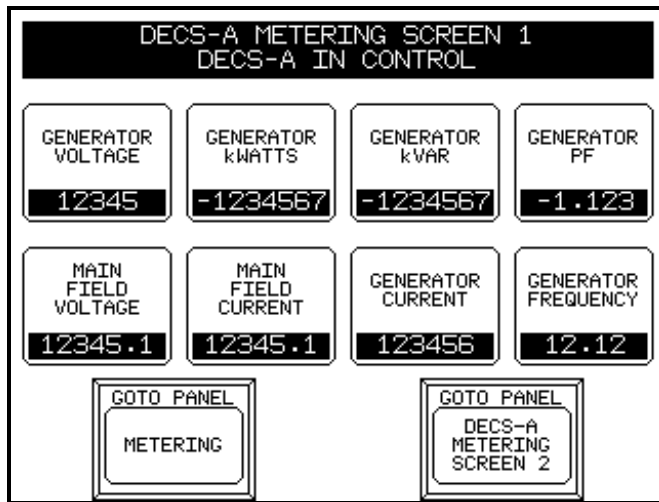 DECS-A METERING SCREEN 1
DECS-A IN CONTROL
GENERATOR
VOLTAGE
12345
GENERATOR
kWATTS
-1234567
GENERATOR
kVAR
-1234567
GENERATOR
PF
-1.123
MAIN
FIELD
VOLTAGE
12345.1
MAIN
FIELD
CURRENT
12345.1
GENERATOR
CURRENT
123456
GENERATOR
FREQUENCY
12.12
GOTO PANEL
METERING
GOTO PANEL
DECS-A
METERING
SCREEN 2